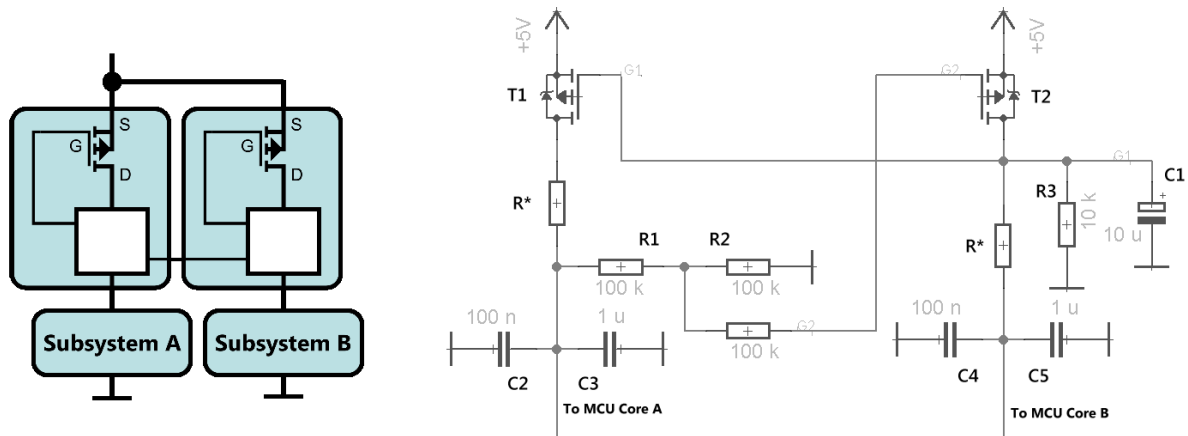 S
G
D
S
G
D
Subsystem A
Subsystem B
+5V
T1
G1
R*
R1
100 k
R2
100 k
100 k
G2
100 n
C2
1 u
C3
To MCU Core A
+5V
G2
T2
G1
C1
+
10 u
R3
10 k
R*
100 n
C4
1 u
C5
To MCU Core B